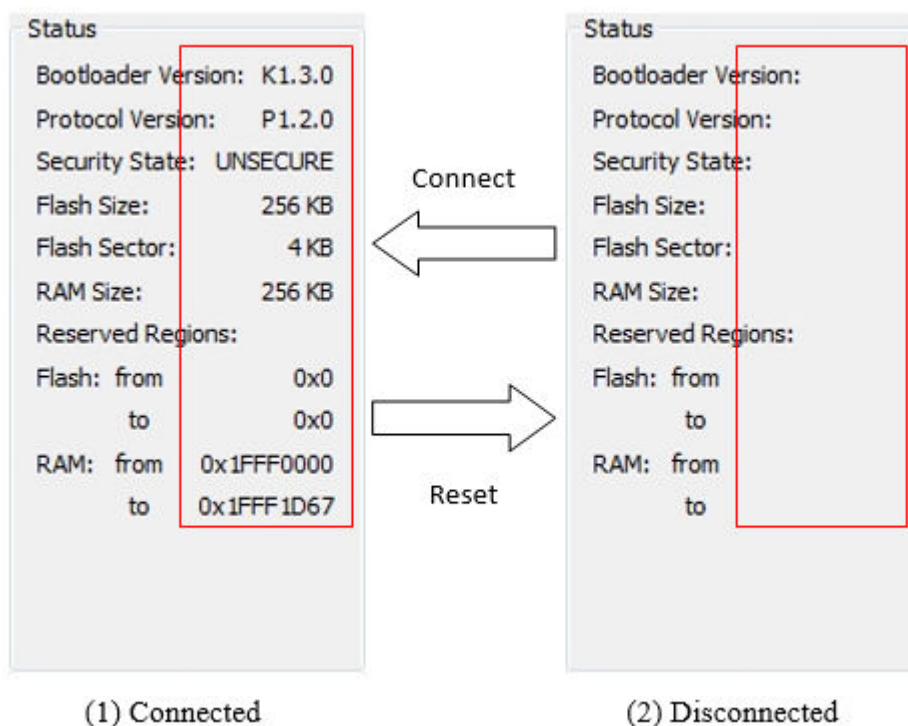 Status
Bootloader Version: K1.3.0
Protocol Version: P1.2.0
Security State: UNSECURE
Flash Size: 256 KB
Flash Sector: 4 KB
RAM Size: 256 KB
Reserved Regions:
Flash: from 0x0
to 0x0
RAM: from 0x1FFF0000
to 0x1FFF1D67
(1) Connected
Connect
Reset
Status
Bootloader Version:
Protocol Version:
Security State:
Flash Size:
Flash Sector:
RAM Size:
Reserved Regions:
Flash: from
to
RAM: from
to
(2) Disconnected